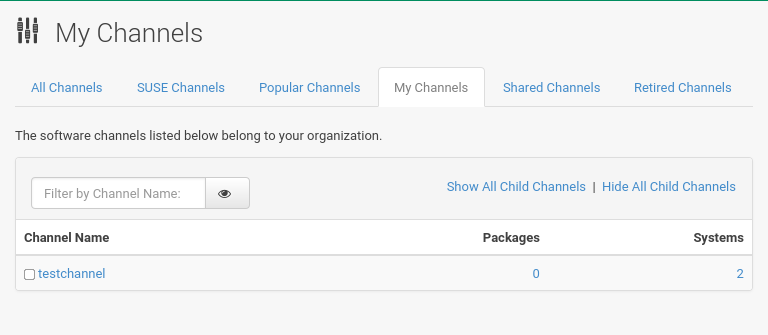 My Channels
All Channels SUSE Channels Popular Channels My Channels Shared Channels Retired Channels
The software channels listed below belong to your organization.
Filter by Channel Name: Show All Child Channels | Hide All Child Channels
Channel Name Packages Systems
testchannel 0 2